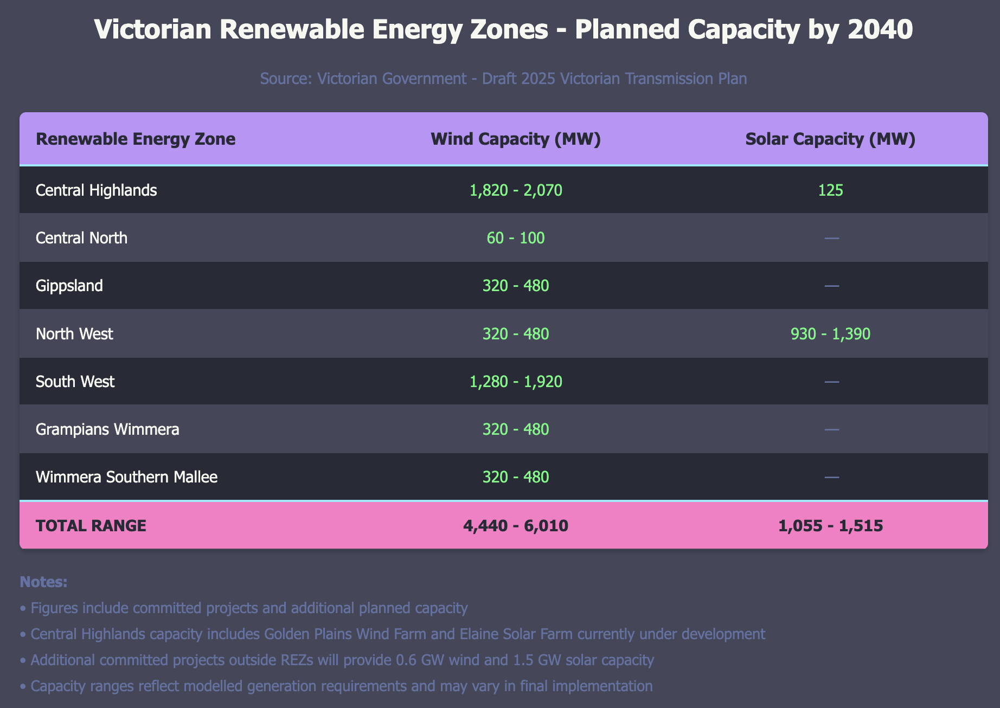 Victorian Renewable Energy Zones - Planned Capacity by 2040
Source: Victorian Government - Draft 2025 Victorian Transmission Plan
Renewable Energy Zone Wind Capacity (MW) Solar Capacity (MW)
Central Highlands 1,820 - 2,070 125
Central North 60 - 100 —
Gippsland 320 - 480 —
North West 320 - 480 930 - 1,390
South West 1,280 - 1,920 —
Grampians Wimmera 320 - 480 —
Wimmera Southern Mallee 320 - 480 —
TOTAL RANGE 4,440 - 6,010 1,055 - 1,515
Notes:
• Figures include committed projects and additional planned capacity
• Central Highlands capacity includes Golden Plains Wind Farm and Elaine Solar Farm currently under development
• Additional committed projects outside REZs will provide 0.6 GW wind and 1.5 GW solar capacity
• Capacity ranges reflect modelled generation requirements and may vary in final implementation